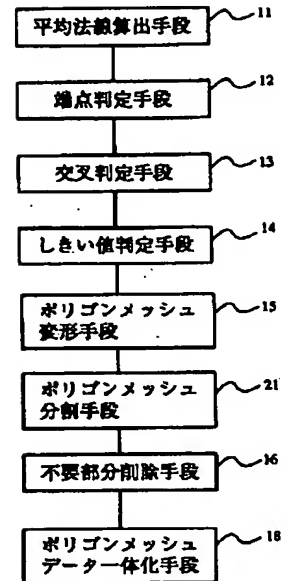 平均法線算出手段
11
端点判定手段
12
交叉判定手段
13
しきい値判定手段
14
ポリゴンメッシュ
変形手段
15
ポリゴンメッシュ
分割手段
21
不要部分削除手段
16
ポリゴンメッシュ
データ一体化手段
18